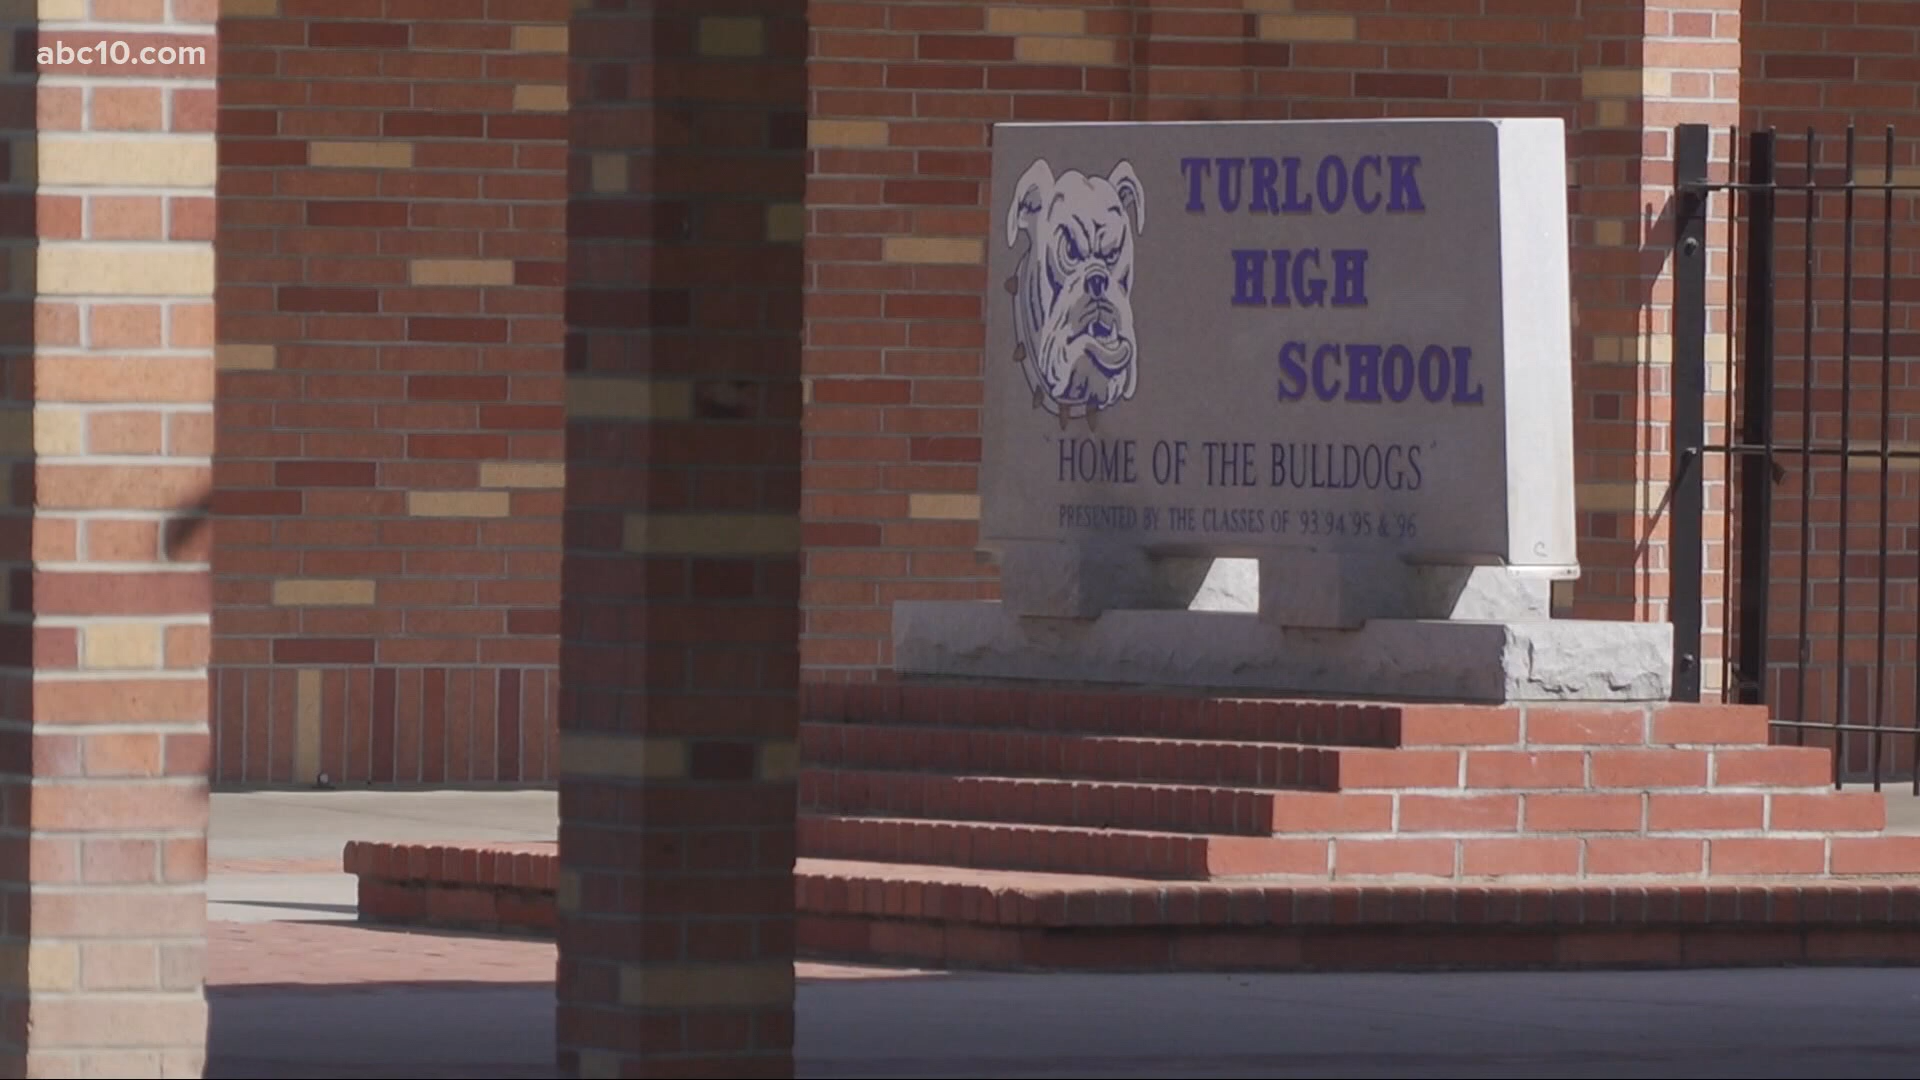 abc10.com
TURLOCK
HIGH
SCHOOL
"HOME OF THE BULLDOGS"
PRESENTED BY THE CLASSES OF '93 '94 '95 & '96